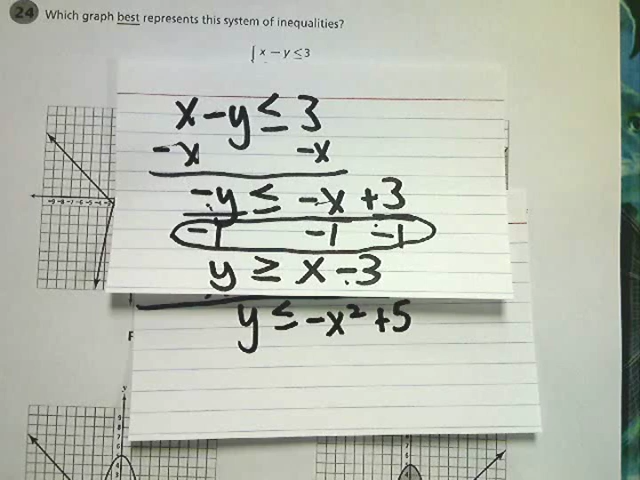 24 Which graph best represents this system of inequalities?
x − y ≤ 3
x - y ≤ 3
-x -x
-y ≤ -x + 3
-1 -1 -1
y ≥ x - 3
y ≤ -x² + 5
y